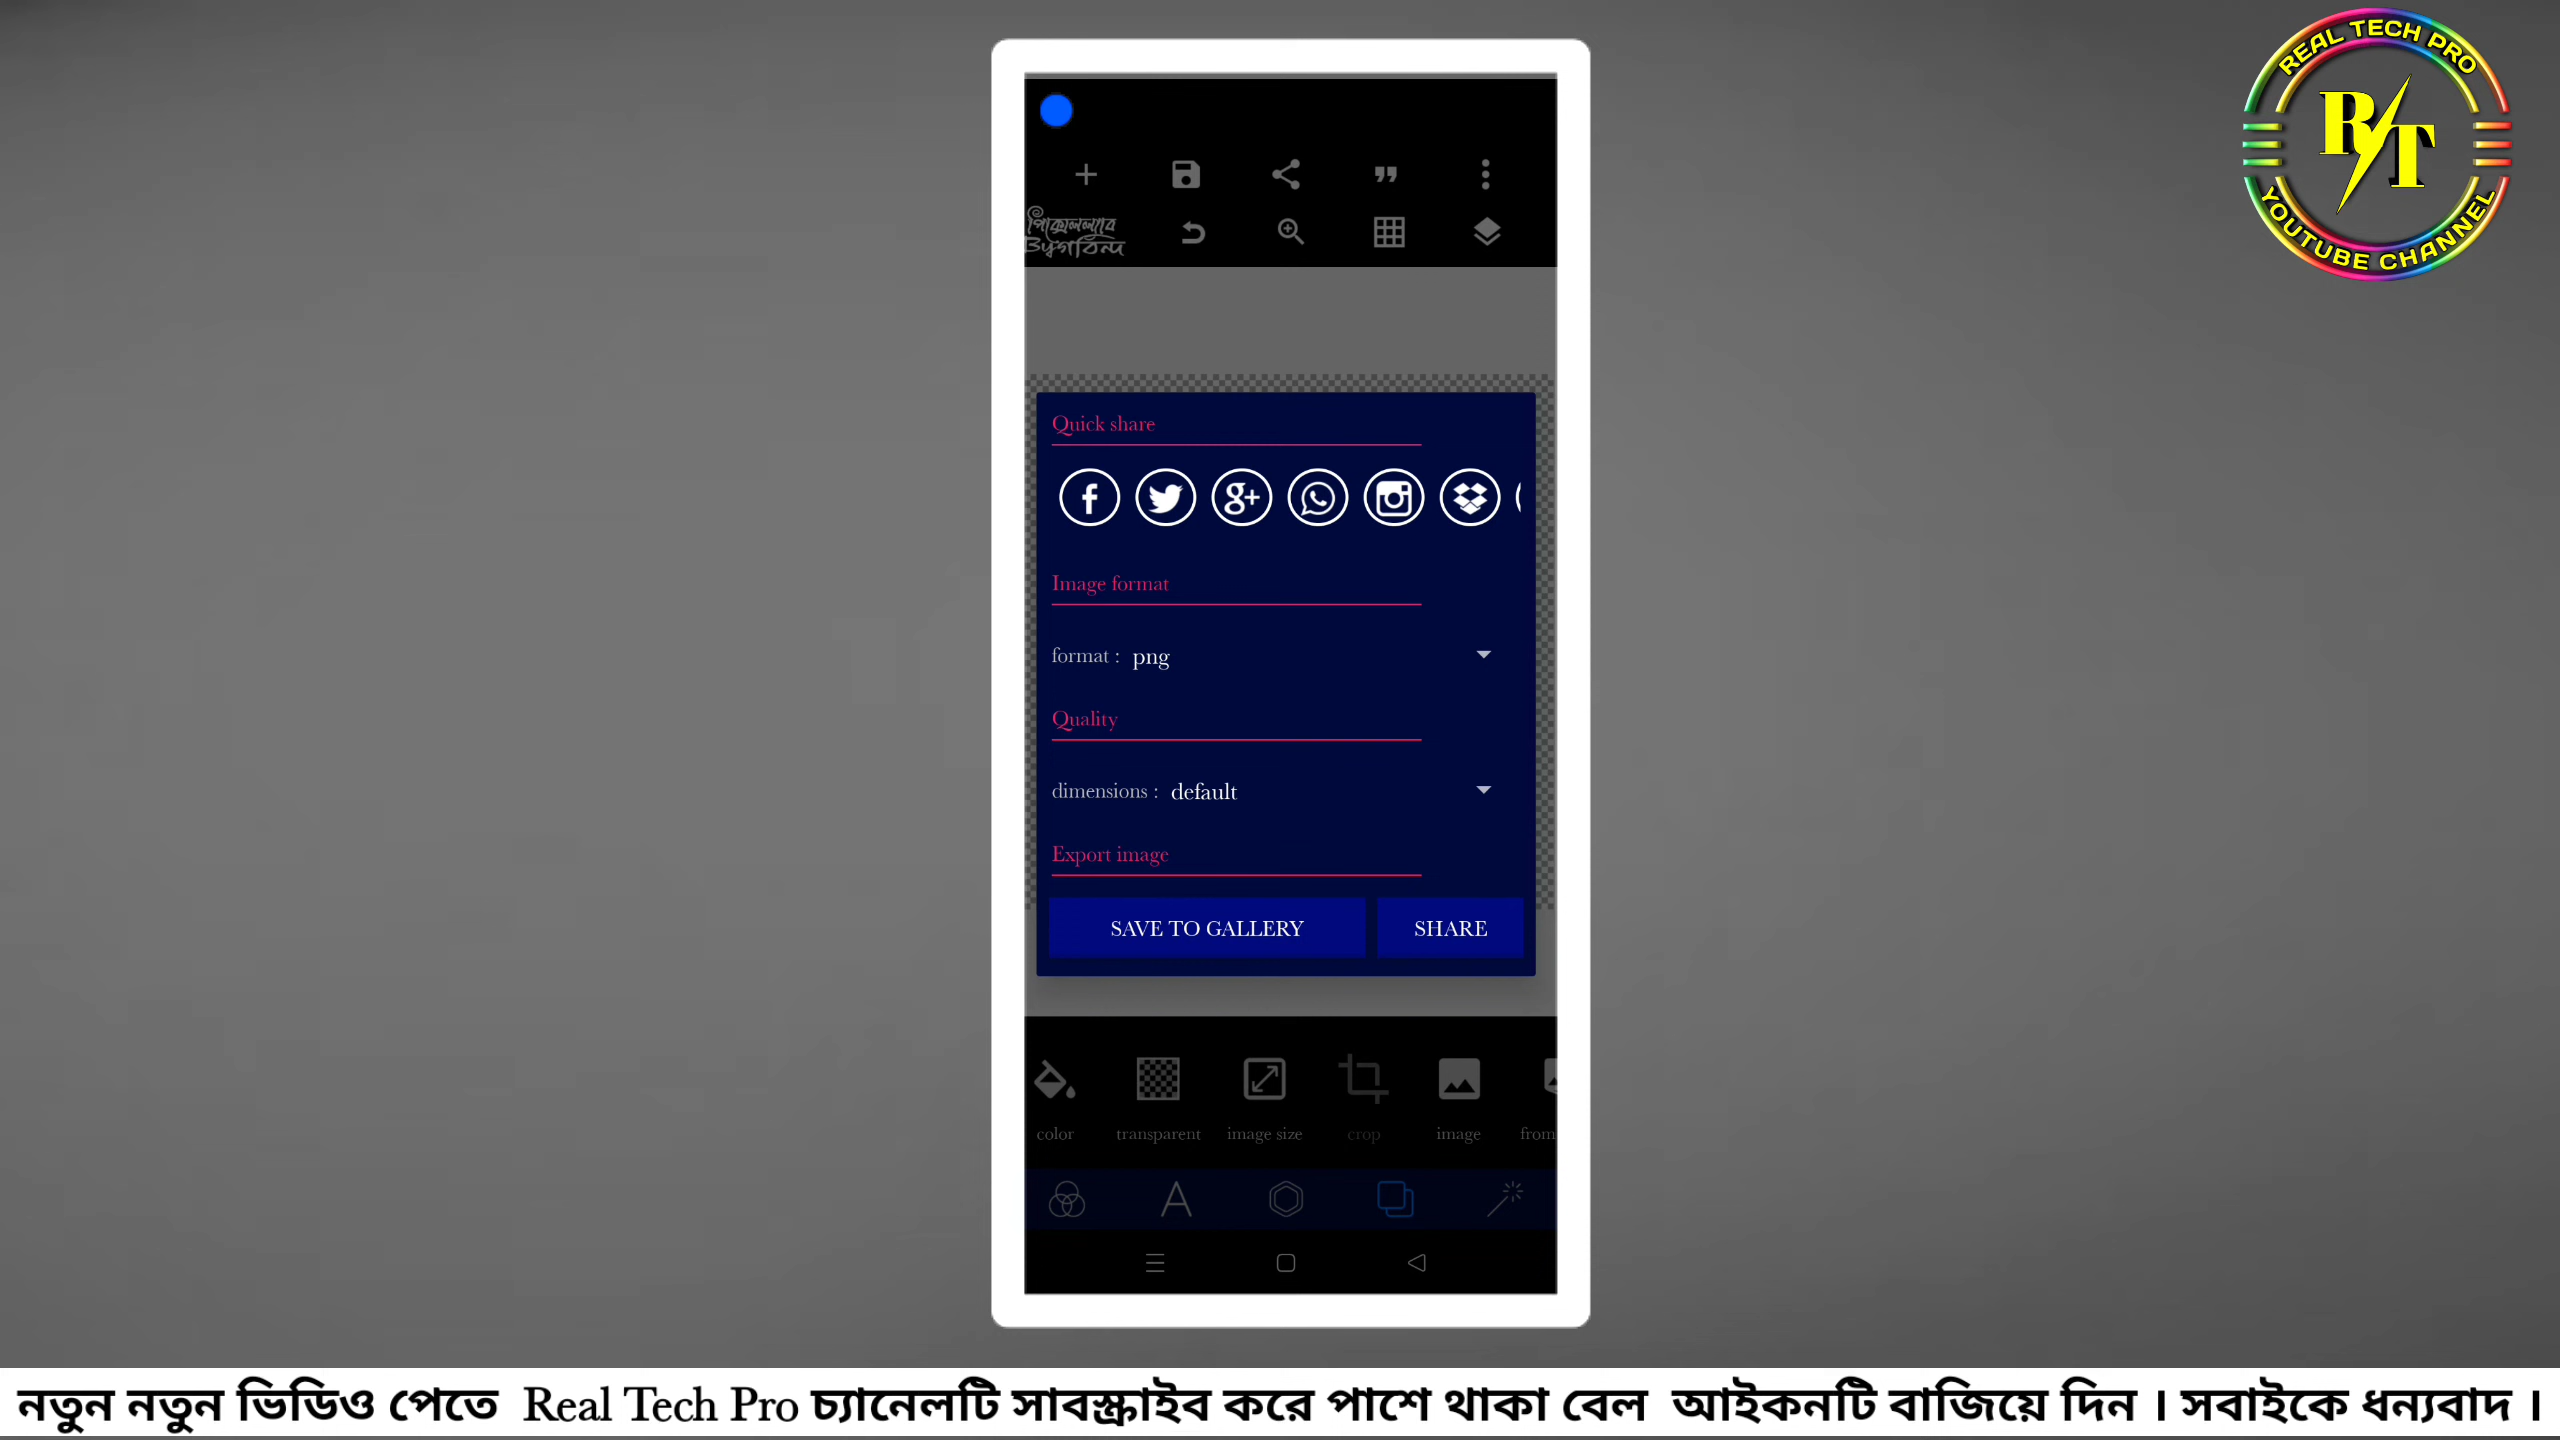 REAL TECH PRO
RT
YOUTUBE CHANNEL
Quick share
Image format
format : png
Quality
dimensions : default
Export image
SAVE TO GALLERY SHARE
color transparent image size crop image from
নতুন নতুন ভিডিও পেতে Real Tech Pro চ্যানেলটি সাবস্ক্রাইব করে পাশে থাকা বেল আইকনটি বাজিয়ে দিন । সবাইকে ধন্যবাদ ।